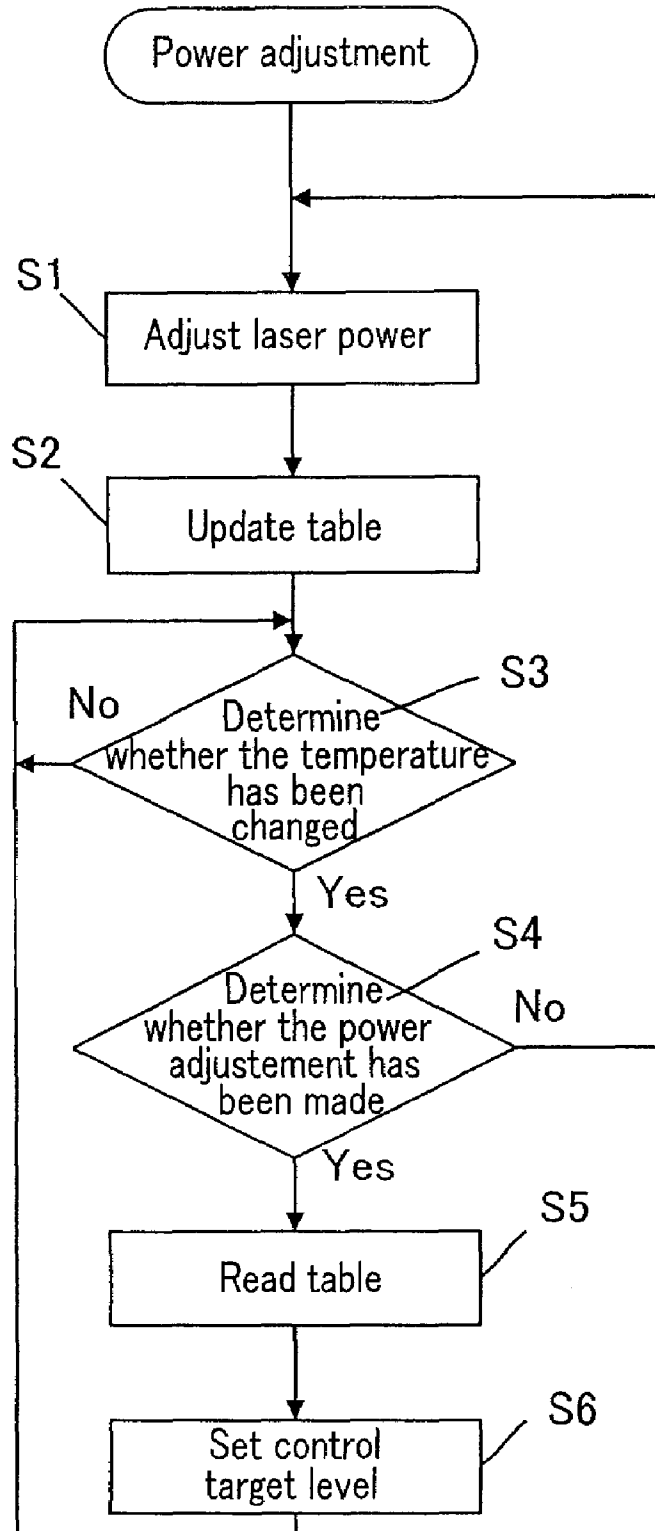 Power adjustment
S1
Adjust laser power
S2
Update table
S3
No
Determine
whether the temperature
has been
changed
Yes
S4
Determine
whether the power
adjustement has
been made
No
Yes
S5
Read table
S6
Set control
target level